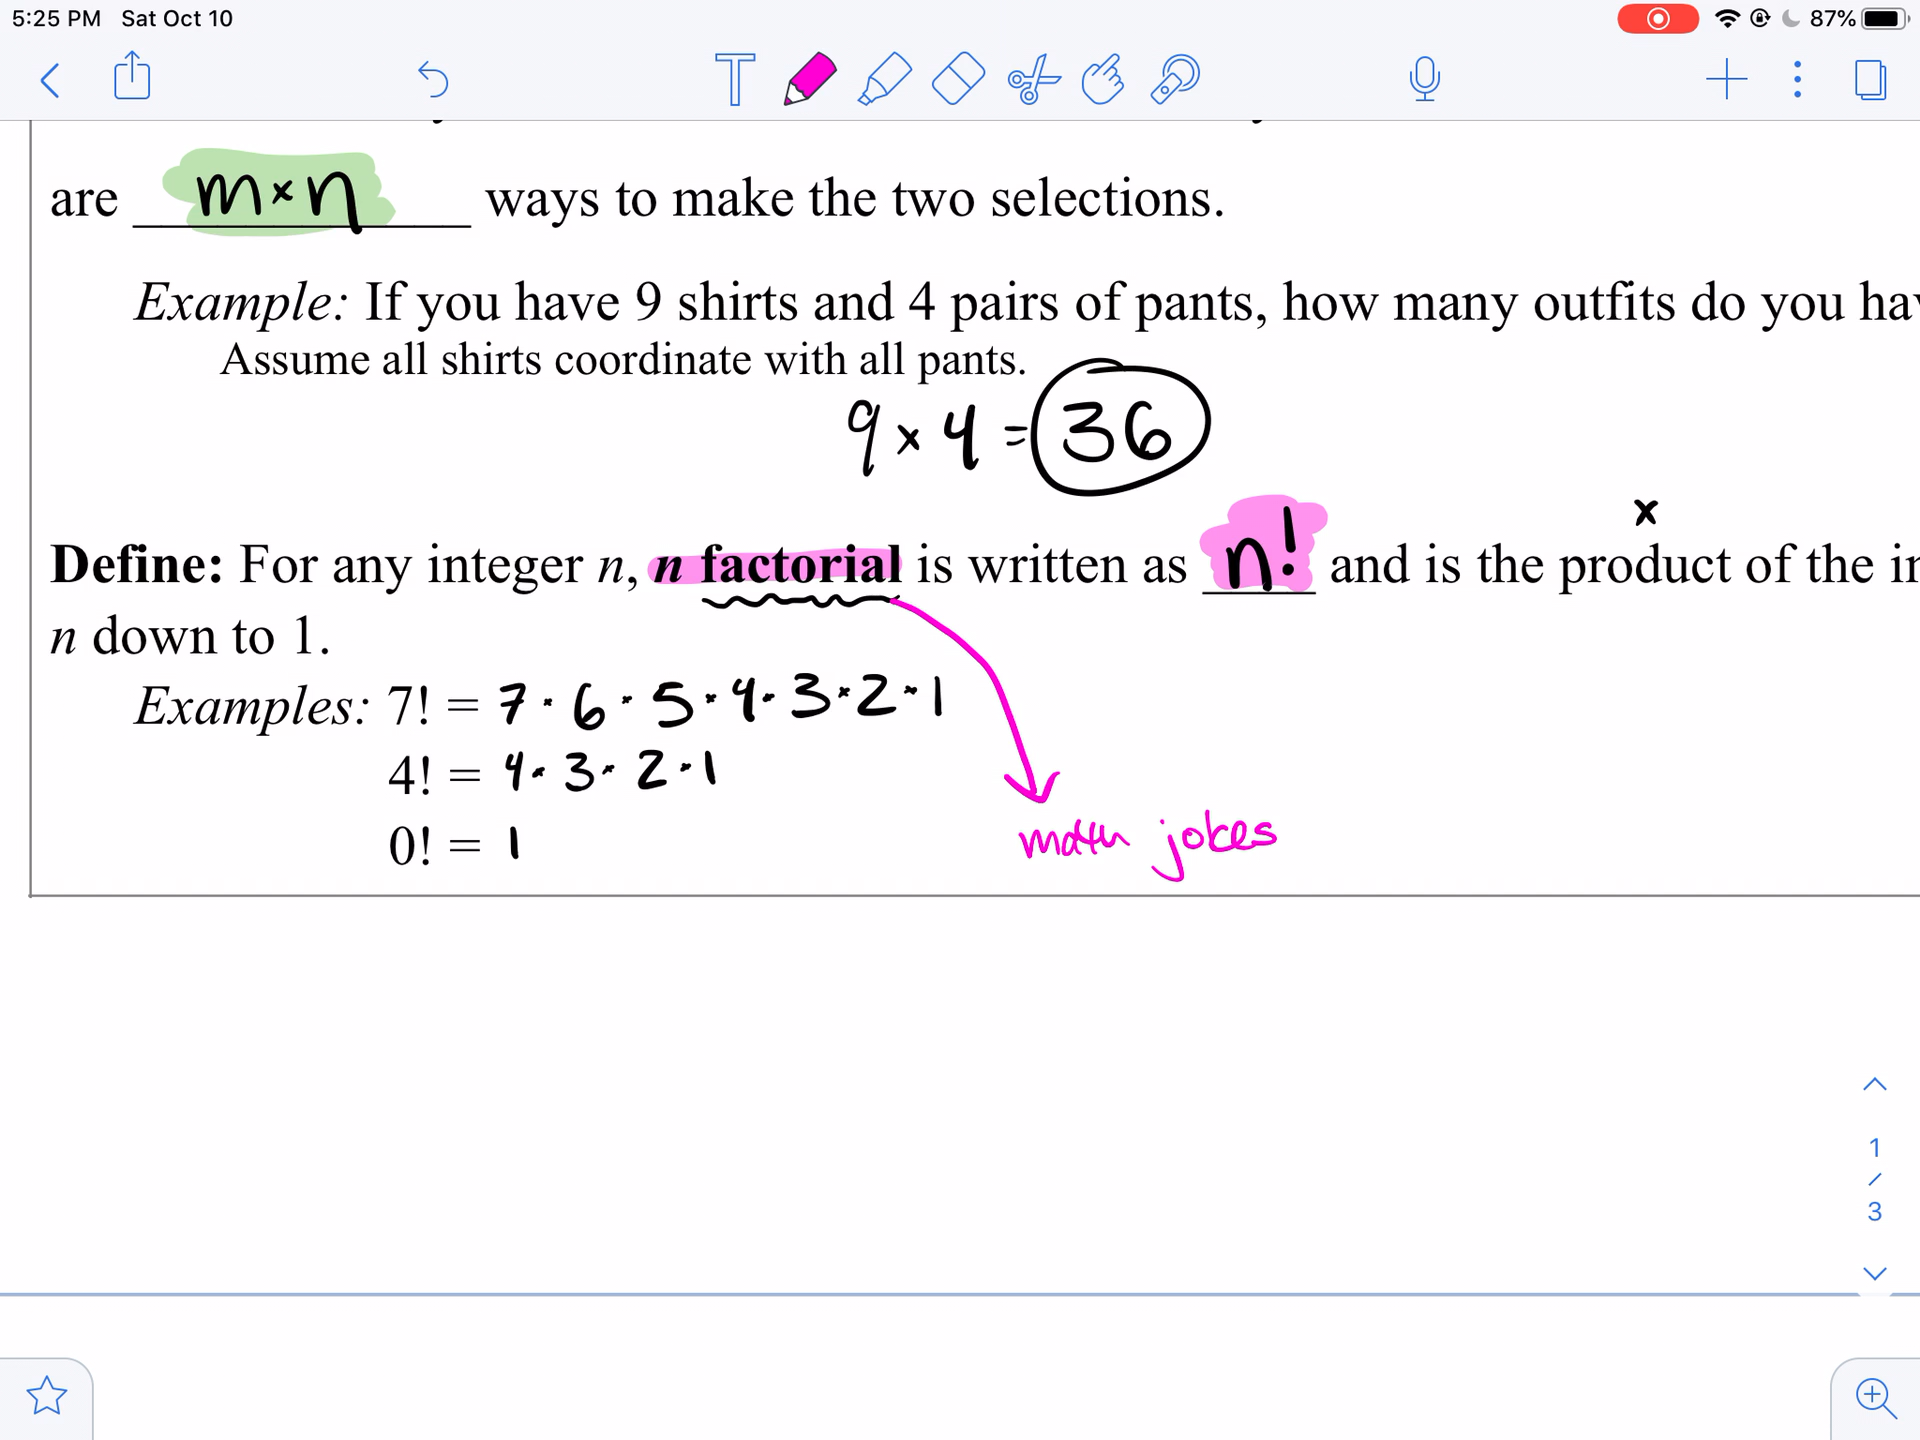 5:25 PM Sat Oct 10 87%
are m×n ways to make the two selections.
Example: If you have 9 shirts and 4 pairs of pants, how many outfits do you hav
Assume all shirts coordinate with all pants.
9 × 4 = 36
x
Define: For any integer n, n factorial is written as n! and is the product of the in
n down to 1.
Examples: 7! = 7 · 6 · 5 · 4 · 3 · 2 · 1
4! = 4 · 3 · 2 · 1
0! = 1
math jokes
1
/
3